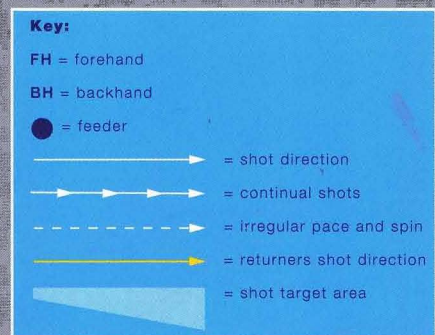 Key:
FH = forehand
BH = backhand
= feeder
= shot direction
= continual shots
= irregular pace and spin
= returners shot direction
= shot target area